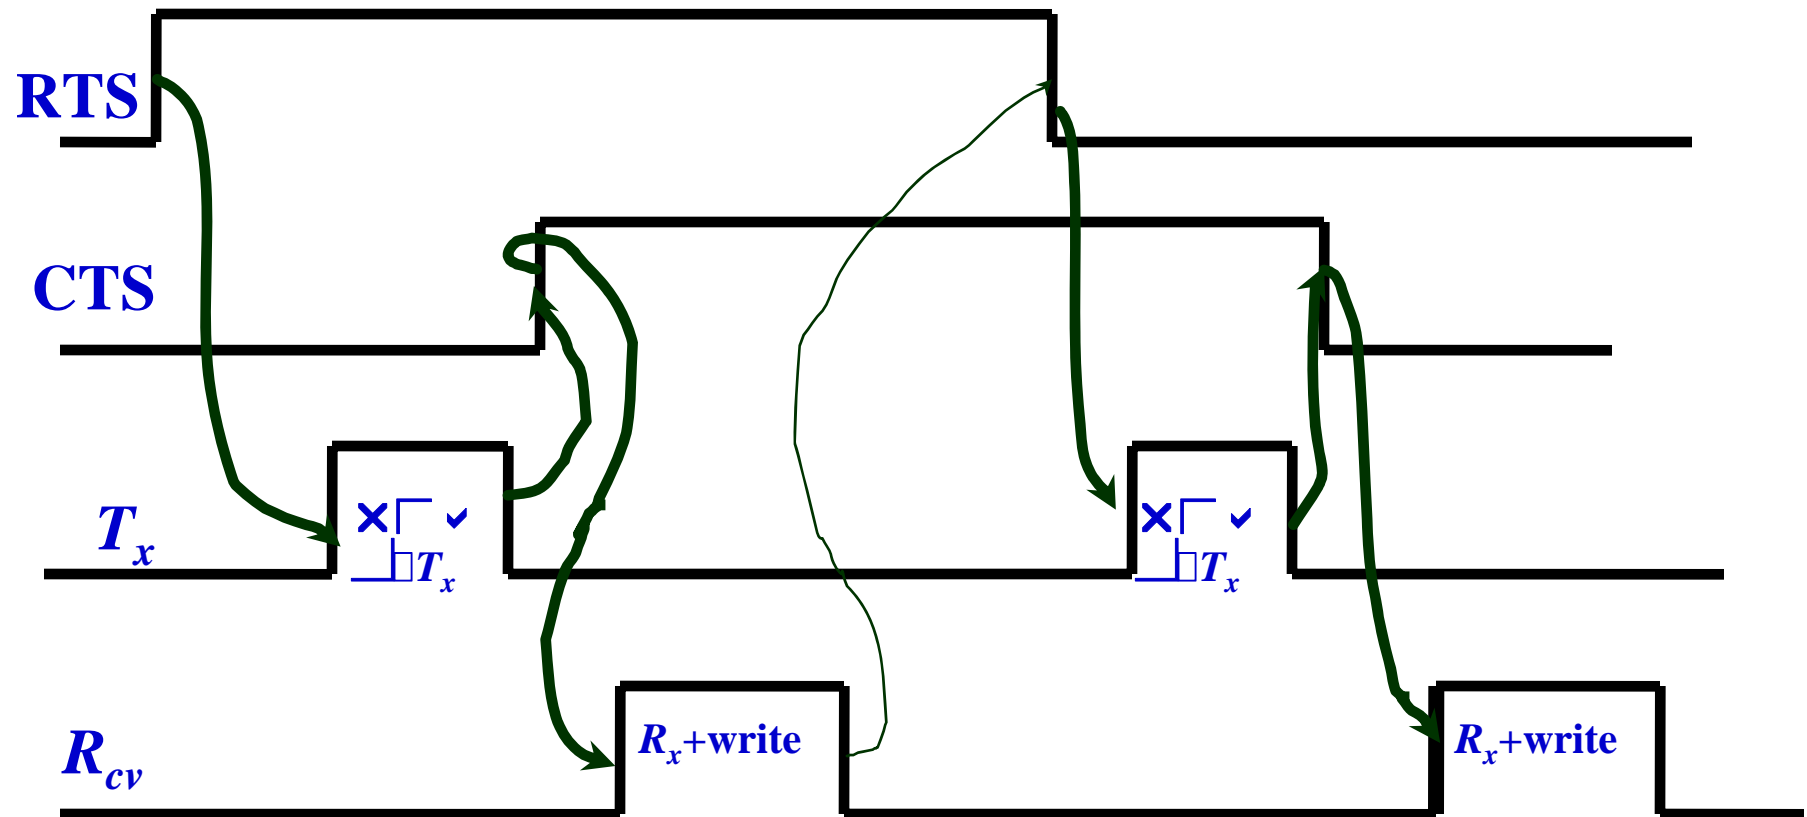 RTS
CTS
Tx
Tx
Tx
Rcv
Rx+write
Rx+write